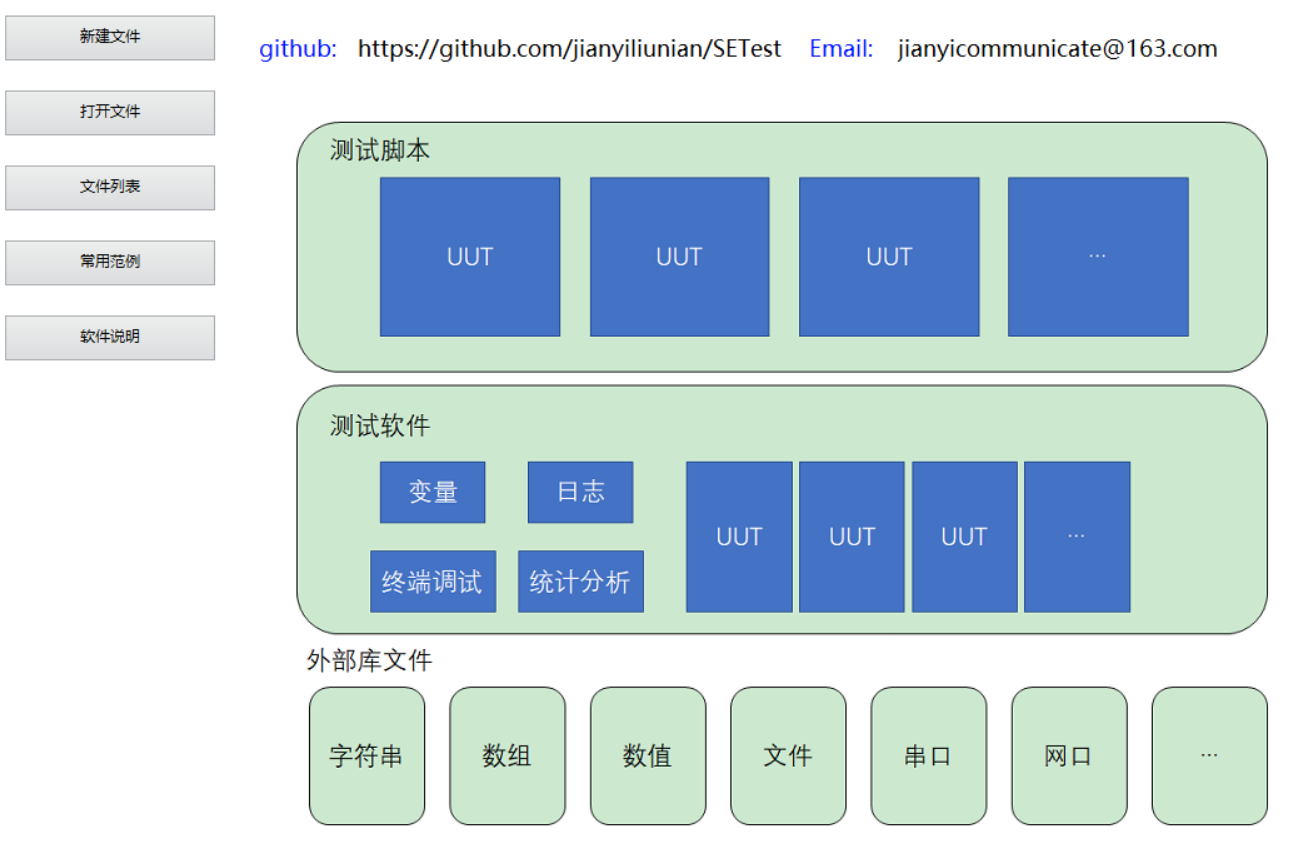 新建文件
打开文件
文件列表
常用范例
软件说明
github: https://github.com/jianyiliunian/SETest Email: jianyicommunicate@163.com
测试脚本
UUT UUT UUT ...
测试软件
变量 日志
终端调试 统计分析
UUT UUT UUT ...
外部库文件
字符串 数组 数值 文件 串口 网口 ...